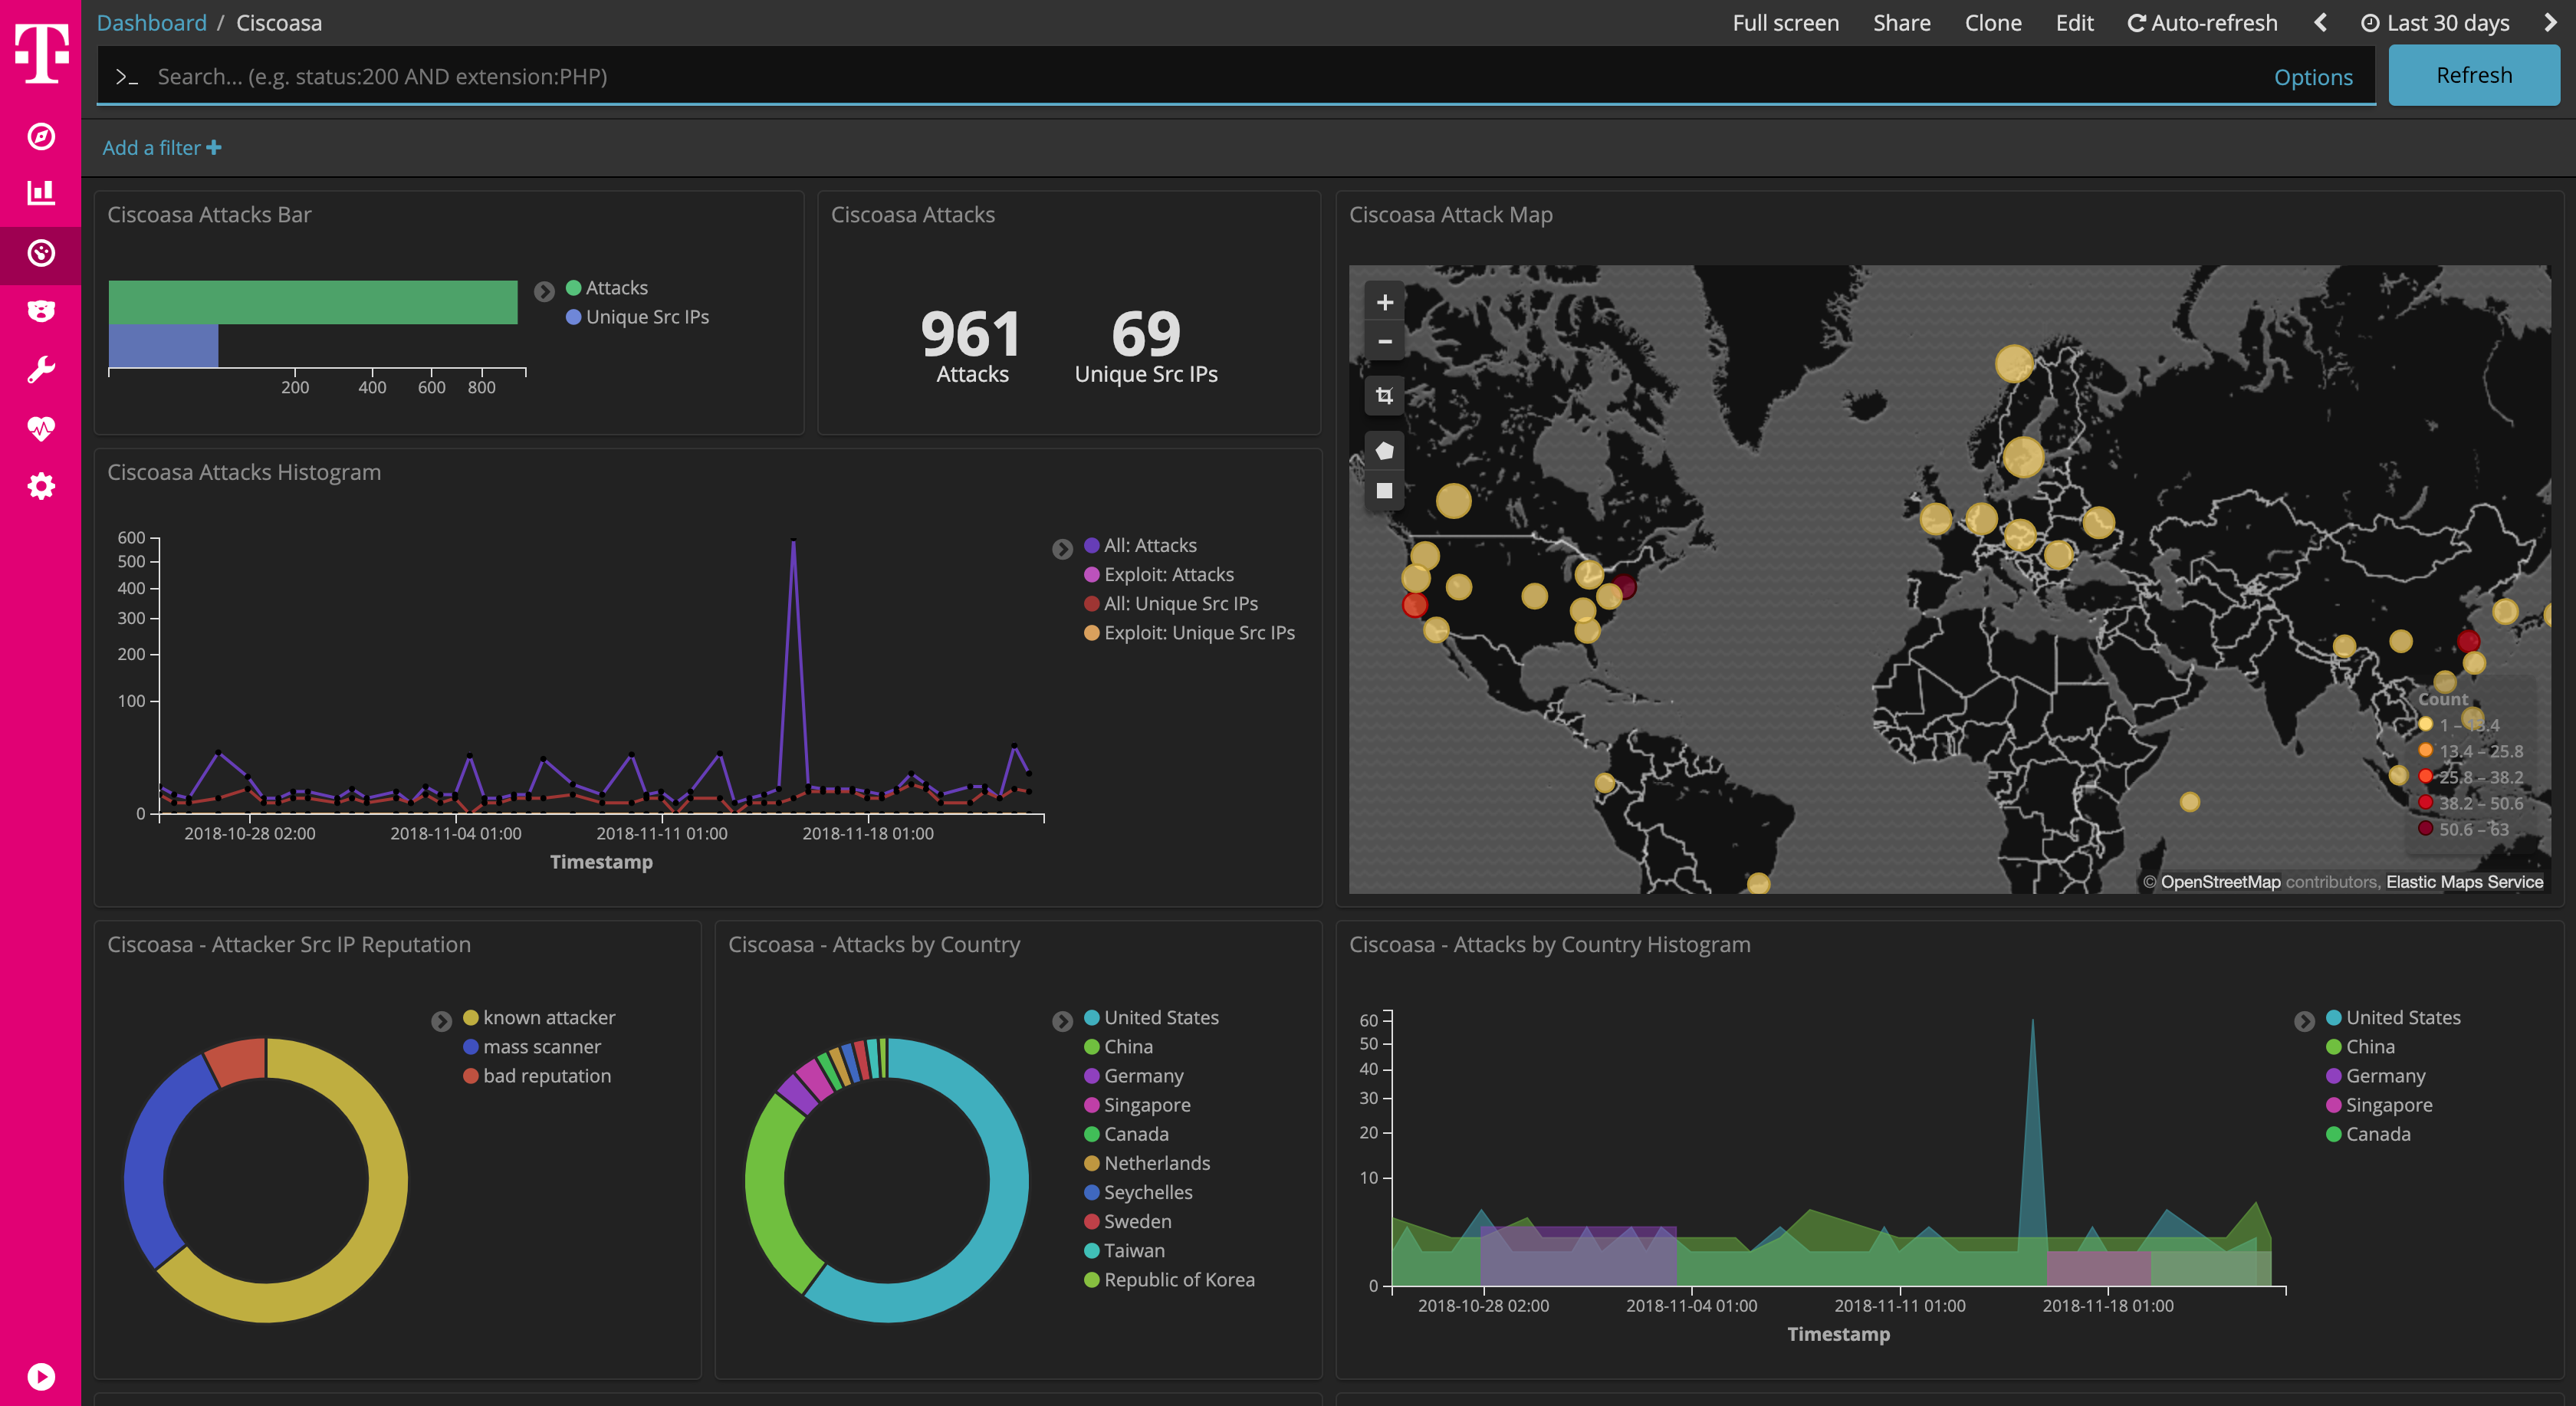 Dashboard / Ciscoasa
Full screen Share Clone Edit Auto-refresh Last 30 days
>_ Search... (e.g. status:200 AND extension:PHP) Options Refresh
Add a filter +
Ciscoasa Attacks Bar
Attacks
Unique Src IPs
200 400 600 800
Ciscoasa Attacks
961 69
Attacks Unique Src IPs
Ciscoasa Attack Map
+
−
Count
1 – 13.4
13.4 – 25.8
25.8 – 38.2
38.2 – 50.6
50.6 – 63
© OpenStreetMap contributors, Elastic Maps Service
Ciscoasa Attacks Histogram
600
500
400
300
200
100
0
2018-10-28 02:00 2018-11-04 01:00 2018-11-11 01:00 2018-11-18 01:00
Timestamp
All: Attacks
Exploit: Attacks
All: Unique Src IPs
Exploit: Unique Src IPs
Ciscoasa - Attacker Src IP Reputation
known attacker
mass scanner
bad reputation
Ciscoasa - Attacks by Country
United States
China
Germany
Singapore
Canada
Netherlands
Seychelles
Sweden
Taiwan
Republic of Korea
Ciscoasa - Attacks by Country Histogram
60
50
40
30
20
10
0
2018-10-28 02:00 2018-11-04 01:00 2018-11-11 01:00 2018-11-18 01:00
Timestamp
United States
China
Germany
Singapore
Canada